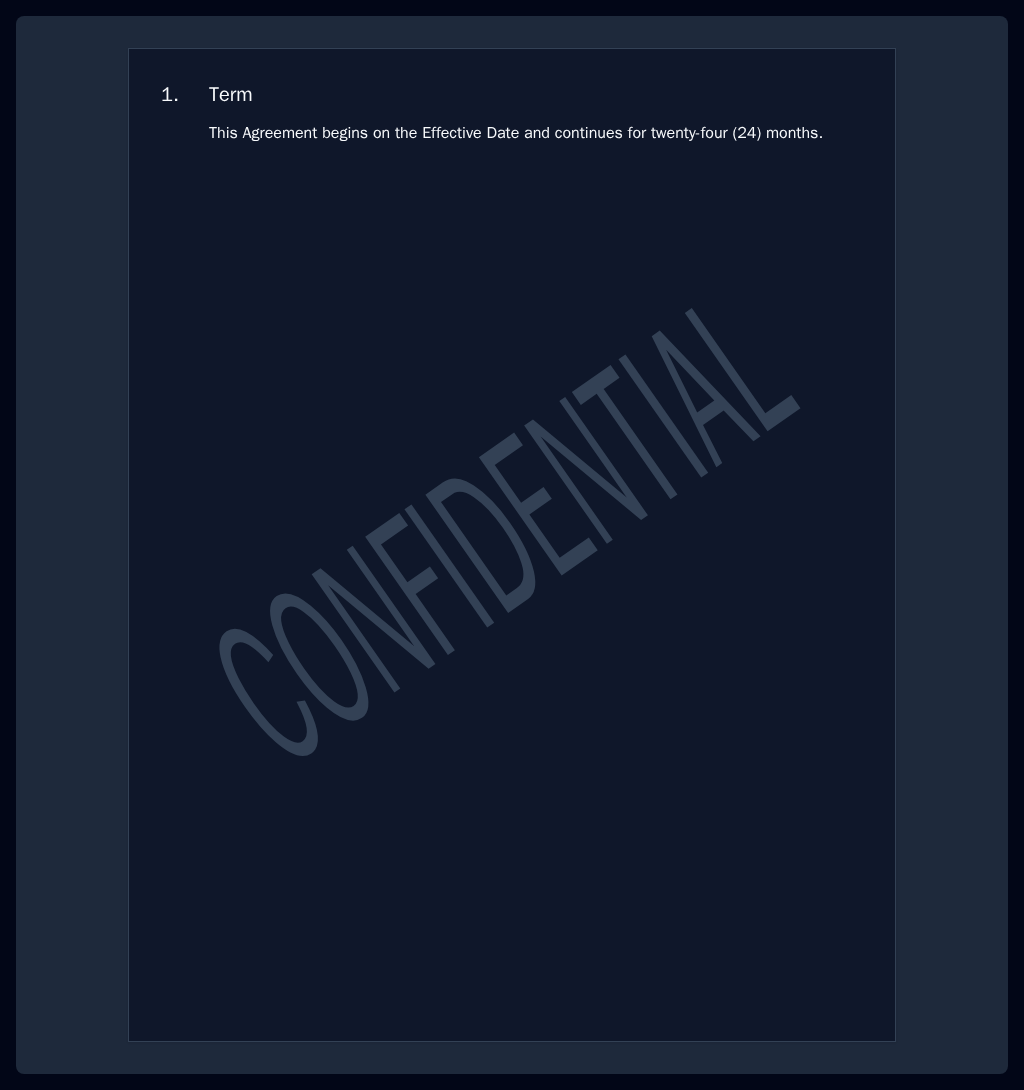 1. Term
This Agreement begins on the Effective Date and continues for twenty-four (24) months.
CONFIDENTIAL